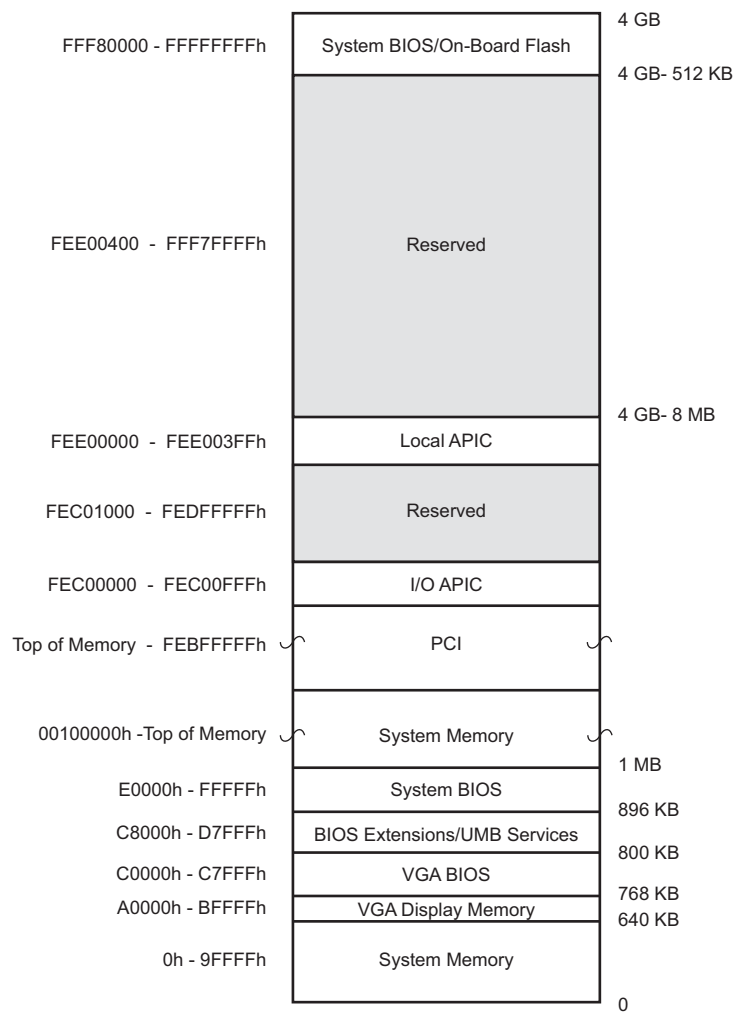 4 GB
FFF80000 - FFFFFFFFh System BIOS/On-Board Flash
4 GB- 512 KB
FEE00400 - FFF7FFFFh Reserved
4 GB- 8 MB
FEE00000 - FEE003FFh Local APIC
FEC01000 - FEDFFFFFh Reserved
FEC00000 - FEC00FFFh I/O APIC
Top of Memory - FEBFFFFFh PCI
00100000h -Top of Memory System Memory
1 MB
E0000h - FFFFFh System BIOS
896 KB
C8000h - D7FFFh BIOS Extensions/UMB Services
800 KB
C0000h - C7FFFh VGA BIOS
768 KB
A0000h - BFFFFh VGA Display Memory
640 KB
0h - 9FFFFh System Memory
0